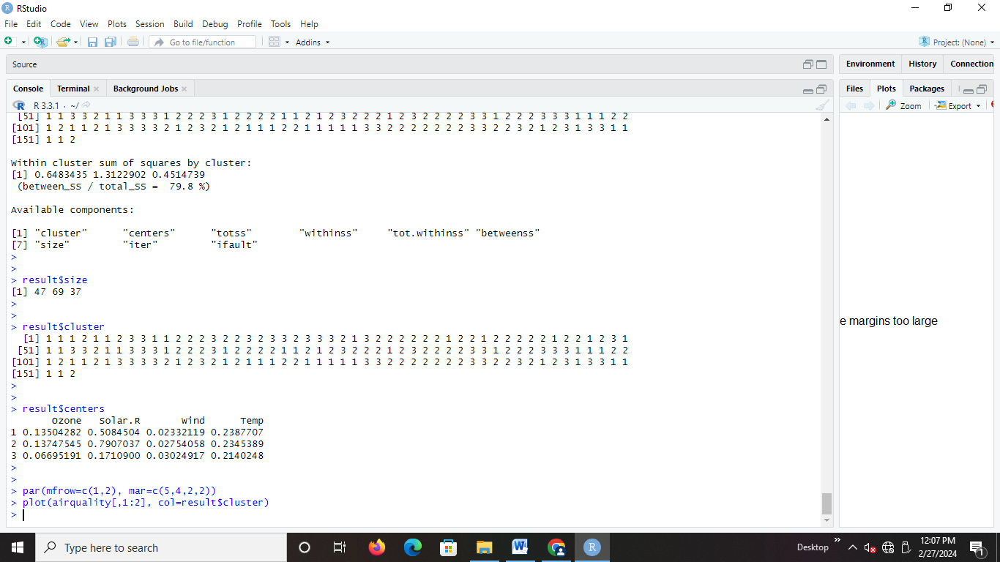 RStudio
File Edit Code View Plots Session Build Debug Profile Tools Help
Go to file/function
Addins
Project: (None)
Source
Environment History Connection
Console Terminal Background Jobs
Files Plots Packages
R 3.3.1 · ~/
Zoom Export
[51] 1 1 3 3 2 1 1 3 3 3 1 2 2 2 3 1 2 2 2 2 1 1 2 1 2 3 2 2 2 1 2 3 2 2 2 2 3 3 1 2 2 2 3 3 3 1 1 1 2 2
[101] 1 2 1 1 2 1 3 3 3 3 2 1 2 3 2 1 2 1 1 1 2 2 1 1 1 1 1 3 3 2 2 2 2 2 2 2 3 3 2 2 3 2 1 2 3 1 3 3 1 1
[151] 1 1 2
Within cluster sum of squares by cluster:
[1] 0.6483435 1.3122902 0.4514739
(between_SS / total_SS = 79.8 %)
Available components:
[1] "cluster" "centers" "totss" "withinss" "tot.withinss" "betweenss"
[7] "size" "iter" "ifault"
>
>
> result$size
[1] 47 69 37
>
>
> result$cluster
[1] 1 1 1 2 1 1 2 3 3 1 1 2 2 2 3 2 2 3 2 3 3 2 3 3 3 2 1 3 2 2 2 2 2 2 1 2 2 1 2 2 2 2 2 1 2 2 1 2 3 1
[51] 1 1 3 3 2 1 1 3 3 3 1 2 2 2 3 1 2 2 2 2 1 1 2 1 2 3 2 2 2 1 2 3 2 2 2 2 3 3 1 2 2 2 3 3 3 1 1 1 2 2
[101] 1 2 1 1 2 1 3 3 3 3 2 1 2 3 2 1 2 1 1 1 2 2 1 1 1 1 1 3 3 2 2 2 2 2 2 2 3 3 2 2 3 2 1 2 3 1 3 3 1 1
[151] 1 1 2
>
>
> result$centers
Ozone Solar.R Wind Temp
1 0.13504282 0.5084504 0.02332119 0.2387707
2 0.13747545 0.7907037 0.02754058 0.2345389
3 0.06695191 0.1710900 0.03024917 0.2140248
>
>
> par(mfrow=c(1,2), mar=c(5,4,2,2))
> plot(airquality[,1:2], col=result$cluster)
>
e margins too large
Type here to search
Desktop
12:07 PM
2/27/2024
1